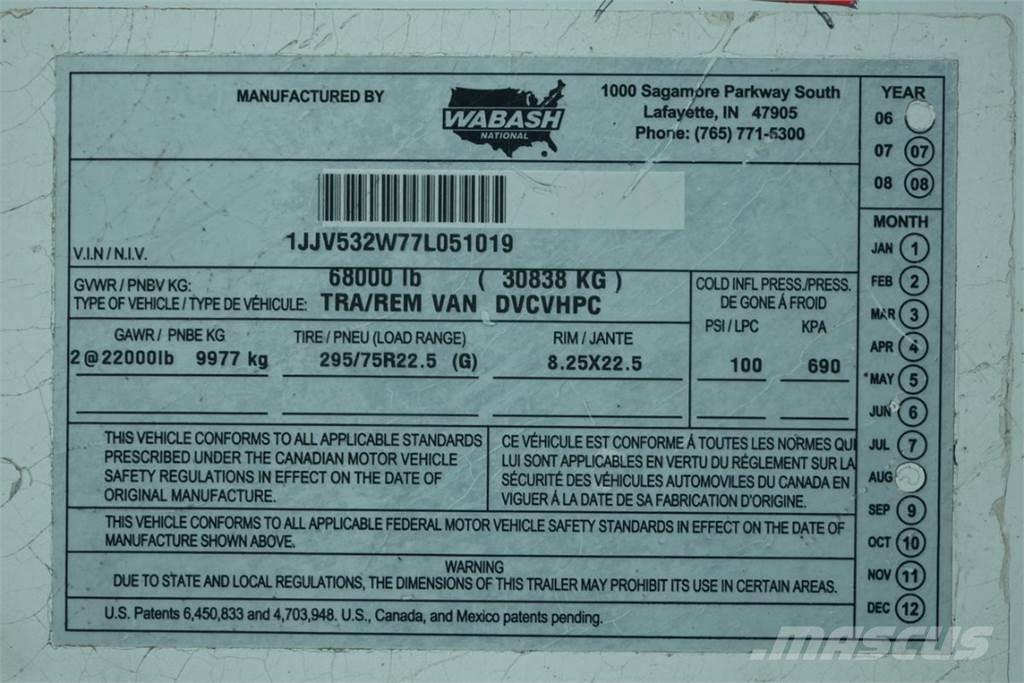 MANUFACTURED BY
WABASH
NATIONAL
1000 Sagamore Parkway South
Lafayette, IN 47905
Phone: (765) 771-5300
V.I.N / N.I.V.
1JJV532W77L051019
GVWR / PNBV KG:
68000 lb ( 30838 KG )
TYPE OF VEHICLE / TYPE DE VÉHICULE: TRA/REM VAN DVCVHPC
COLD INFL PRESS./PRESS.
DE GONE Á FROID
PSI / LPC KPA
100 690
GAWR / PNBE KG
2 @ 22000lb 9977 kg
TIRE / PNEU (LOAD RANGE)
295/75R22.5 (G)
RIM / JANTE
8.25X22.5
THIS VEHICLE CONFORMS TO ALL APPLICABLE STANDARDS
PRESCRIBED UNDER THE CANADIAN MOTOR VEHICLE
SAFETY REGULATIONS IN EFFECT ON THE DATE OF
ORIGINAL MANUFACTURE.
CE VÉHICULE EST CONFORME Á TOUTES LES NORMES QUI
LUI SONT APPLICABLES EN VERTU DU RÉGLEMENT SUR LA
SÉCURITÉ DES VÉHICULES AUTOMOVILES DU CANADA EN
VIGUER Á LA DATE DE SA FABRICATION D'ORIGINE.
THIS VEHICLE CONFORMS TO ALL APPLICABLE FEDERAL MOTOR VEHICLE SAFETY STANDARDS IN EFFECT ON THE DATE OF
MANUFACTURE SHOWN ABOVE.
WARNING
DUE TO STATE AND LOCAL REGULATIONS, THE DIMENSIONS OF THIS TRAILER MAY PROHIBIT ITS USE IN CERTAIN AREAS.
U.S. Patents 6,450,833 and 4,703,948. U.S., Canada, and Mexico patents pending.
YEAR
06
07 07
08 08
MONTH
JAN 1
FEB 2
MAR 3
APR 4
*MAY 5
JUN 6
JUL 7
AUG
SEP 9
OCT 10
NOV 11
DEC 12
MASCUS